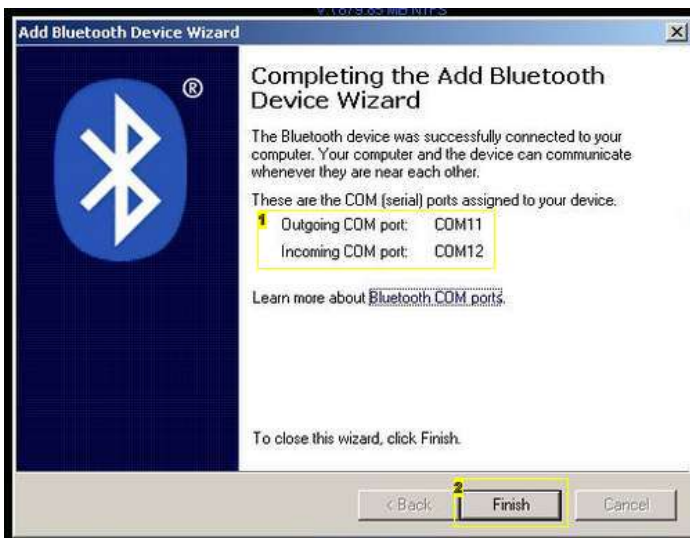 Add Bluetooth Device Wizard
®
Completing the Add Bluetooth
Device Wizard
The Bluetooth device was successfully connected to your
computer. Your computer and the device can communicate
whenever they are near each other.
These are the COM (serial) ports assigned to your device.
1 Outgoing COM port: COM11
Incoming COM port: COM12
Learn more about Bluetooth COM ports.
To close this wizard, click Finish.
2
< Back Finish Cancel